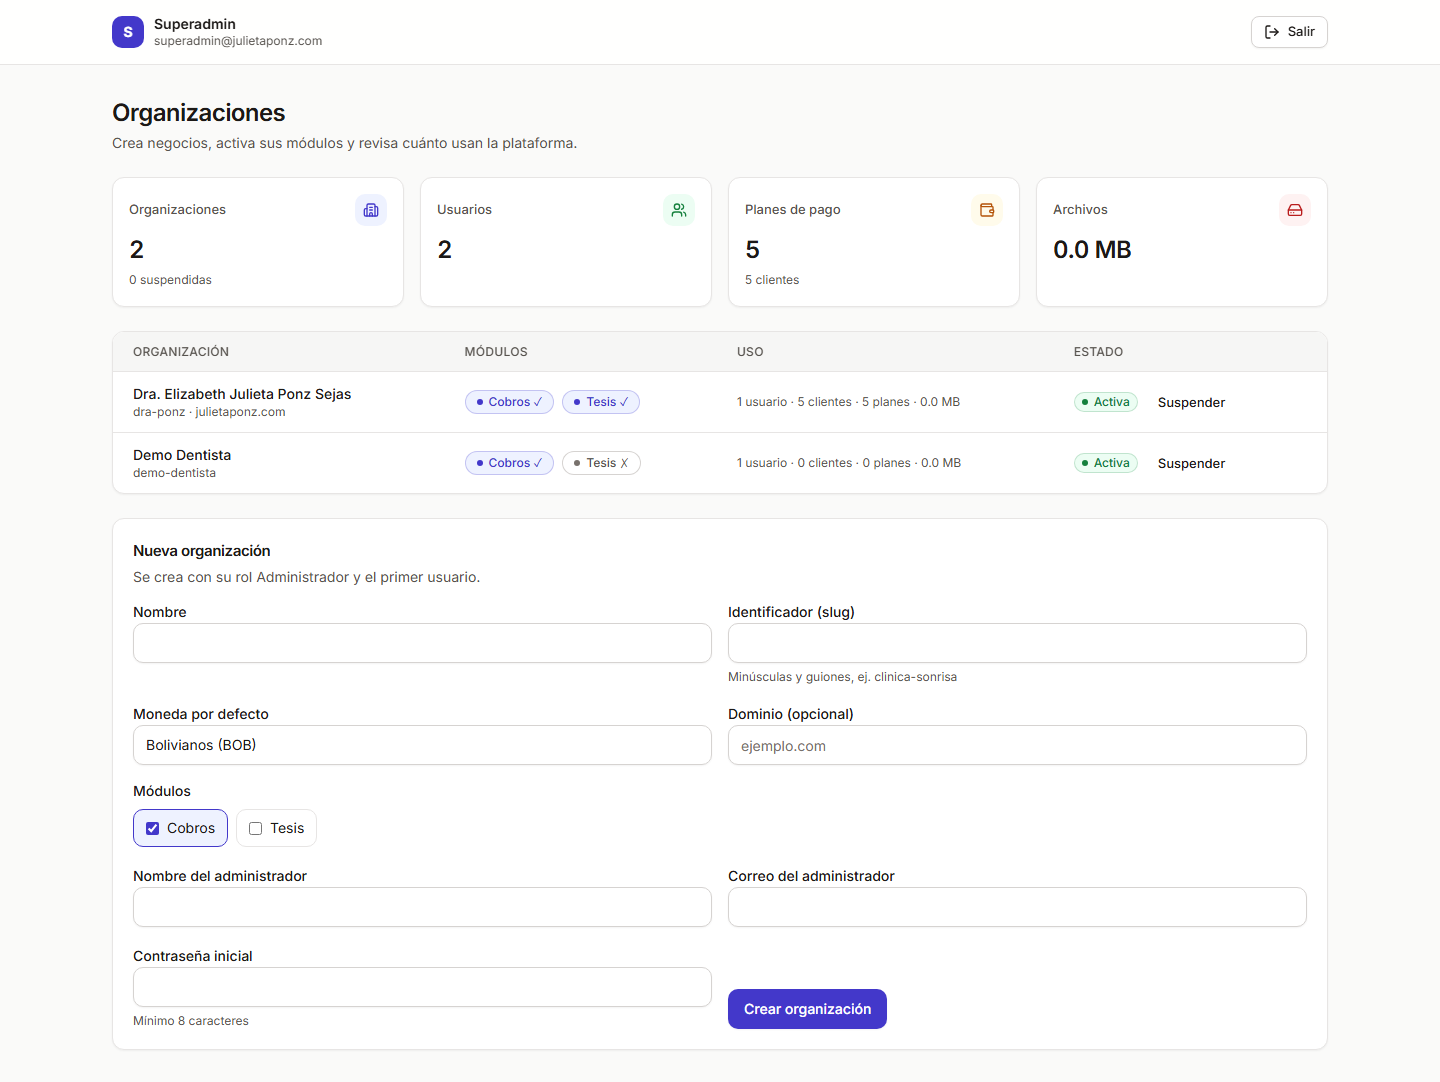 S
Superadmin
superadmin@julietaponz.com
Salir
Organizaciones
Crea negocios, activa sus módulos y revisa cuánto usan la plataforma.
Organizaciones
2
0 suspendidas
Usuarios
2
Planes de pago
5
5 clientes
Archivos
0.0 MB
ORGANIZACIÓN MÓDULOS USO ESTADO
Dra. Elizabeth Julieta Ponz Sejas
dra-ponz · julietaponz.com
Cobros ✓ Tesis ✓ 1 usuario · 5 clientes · 5 planes · 0.0 MB Activa Suspender
Demo Dentista
demo-dentista
Cobros ✓ Tesis ✗ 1 usuario · 0 clientes · 0 planes · 0.0 MB Activa Suspender
Nueva organización
Se crea con su rol Administrador y el primer usuario.
Nombre
Identificador (slug)
Minúsculas y guiones, ej. clinica-sonrisa
Moneda por defecto
Bolivianos (BOB)
Dominio (opcional)
ejemplo.com
Módulos
Cobros
Tesis
Nombre del administrador
Correo del administrador
Contraseña inicial
Mínimo 8 caracteres
Crear organización